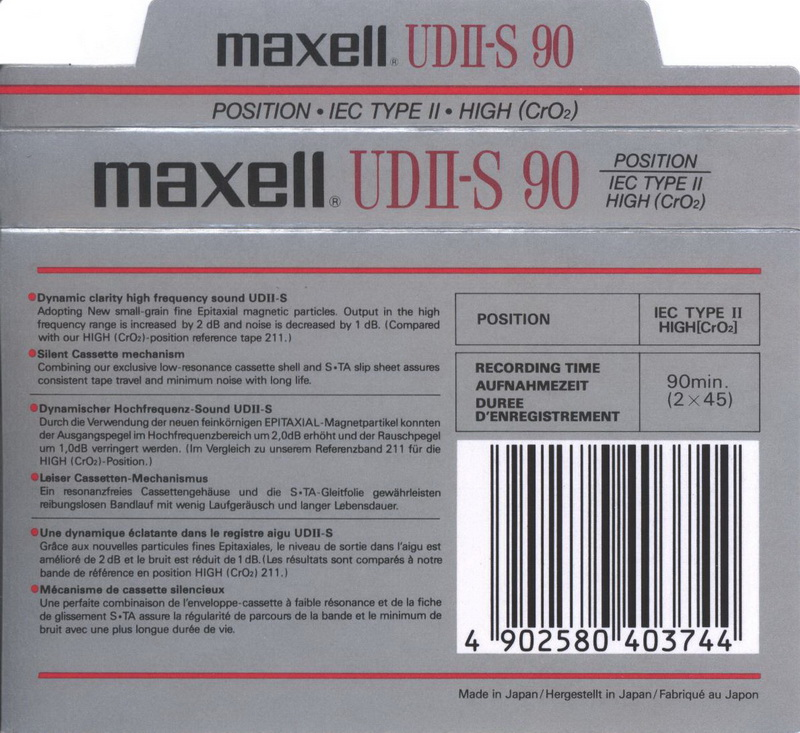 maxell® UDII-S 90
POSITION • IEC TYPE II • HIGH (CrO₂)
maxell® UDII-S 90
POSITION
IEC TYPE II
HIGH (CrO₂)
●Dynamic clarity high frequency sound UDII-S
Adopting New small-grain fine Epitaxial magnetic particles. Output in the high
frequency range is increased by 2 dB and noise is decreased by 1 dB. (Compared
with our HIGH (CrO₂)-position reference tape 211.)
●Silent Cassette mechanism
Combining our exclusive low-resonance cassette shell and S•TA slip sheet assures
consistent tape travel and minimum noise with long life.
●Dynamischer Hochfrequenz-Sound UDII-S
Durch die Verwendung der neuen feinkörnigen EPITAXIAL-Magnetpartikel konnten
der Ausgangspegel im Hochfrequenzbereich um 2,0dB erhöht und der Rauschpegel
um 1,0dB verringert werden. (Im Vergleich zu unserem Referenzband 211 für die
HIGH (CrO₂)-Position.)
●Leiser Cassetten-Mechanismus
Ein resonanzfreies Cassettengehäuse und die S•TA-Gleitfolie gewährleisten
reibungslosen Bandlauf mit wenig Laufgeräusch und langer Lebensdauer.
●Une dynamique éclatante dans le registre aigu UDII-S
Grâce aux nouvelles particules fines Epitaxiales, le niveau de sortie dans l'aigu est
amélioré de 2dB et le bruit est réduit de 1dB. (Les résultats sont comparés à notre
bande de référence en position HIGH (CrO₂) 211.)
●Mécanisme de cassette silencieux
Une perfaite combinaison de l'enveloppe-cassette à faible résonance et de la fiche
de glissement S•TA assure la régularité de parcours de la bande et le minimum de
bruit avec une plus longue durée de vie.
POSITION
IEC TYPE II
HIGH[CrO₂]
RECORDING TIME
AUFNAHMEZEIT
DUREE
D'ENREGISTREMENT
90min.
(2×45)
4 902580 403744
Made in Japan/Hergestellt in Japan/Fabriqué au Japon